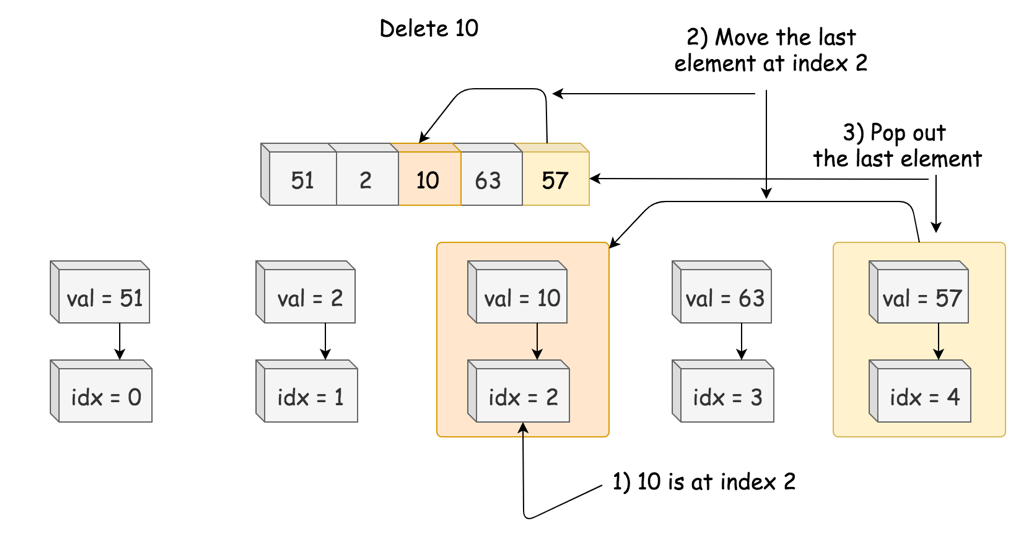 Delete 10
2) Move the last
element at index 2
3) Pop out
the last element
51 2 10 63 57
val = 51 val = 2 val = 10 val = 63 val = 57
idx = 0 idx = 1 idx = 2 idx = 3 idx = 4
1) 10 is at index 2